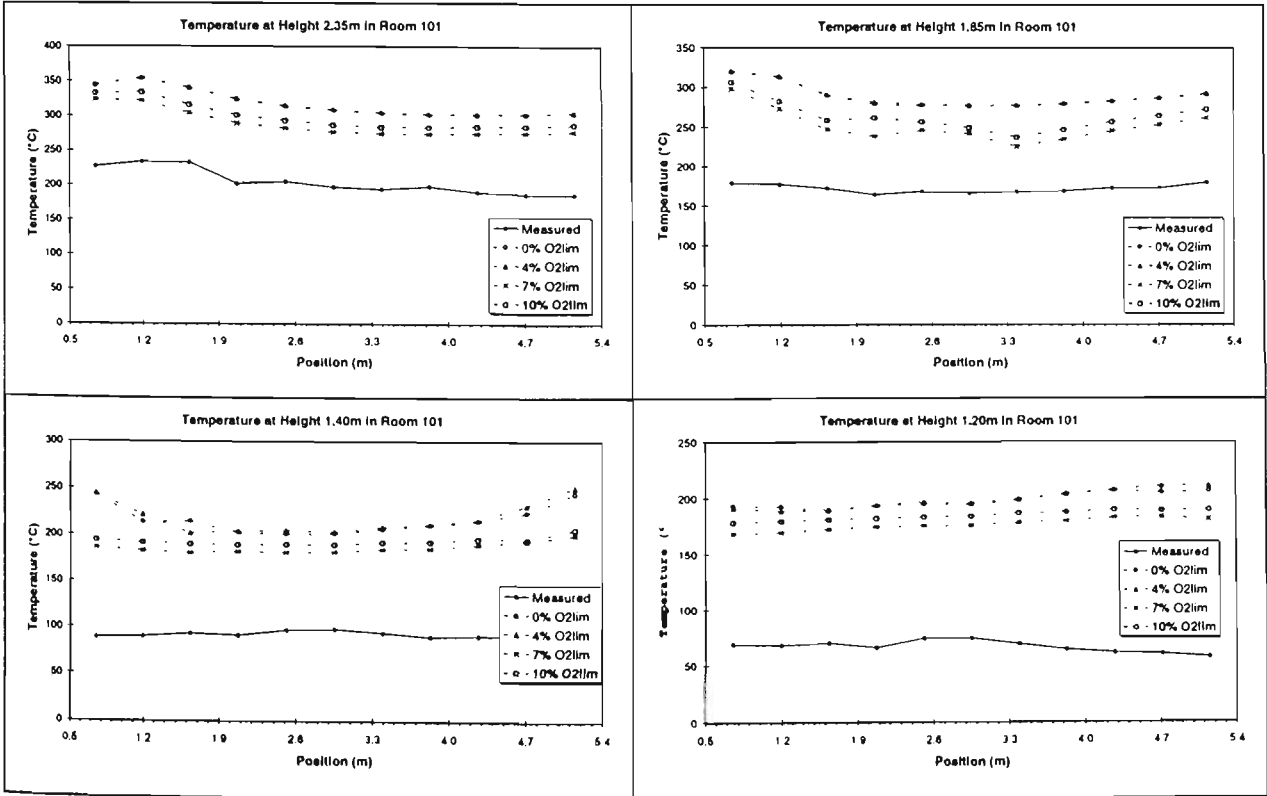 Temperature at Height 2.35m in Room 101
Temperature (°C)
400
350
300
250
200
150
100
50
0
Measured
0% O2lim
4% O2lim
7% O2lim
10% O2lim
0.5 1.2 1.9 2.6 3.3 4.0 4.7 5.4
Position (m)
Temperature at Height 1.85m in Room 101
Temperature (°C)
350
300
250
200
150
100
50
0
Measured
0% O2lim
4% O2lim
7% O2lim
10% O2lim
0.5 1.2 1.9 2.6 3.3 4.0 4.7 5.4
Position (m)
Temperature at Height 1.40m in Room 101
Temperature (°C)
300
250
200
150
100
50
0
Measured
0% O2lim
4% O2lim
7% O2lim
10% O2lim
0.5 1.2 1.9 2.6 3.3 4.0 4.7 5.4
Position (m)
Temperature at Height 1.20m in Room 101
Temperature (
250
200
150
100
50
0
Measured
0% O2lim
4% O2lim
7% O2lim
10% O2lim
0.5 1.2 1.9 2.6 3.3 4.0 4.7 5.4
Position (m)